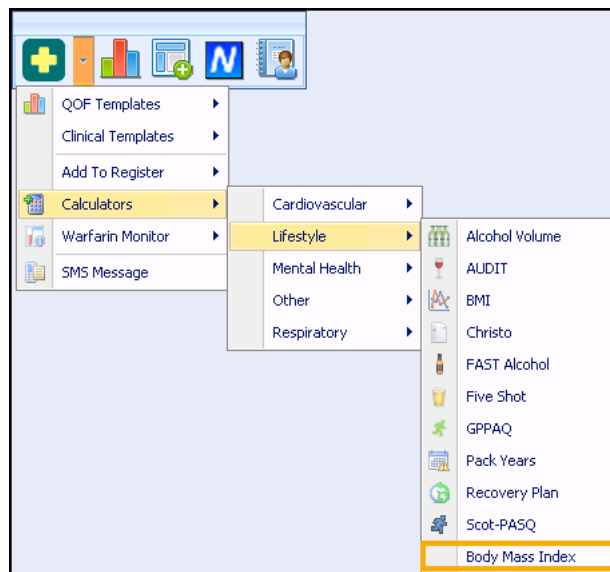 N
QOF Templates
Clinical Templates
Add To Register
Calculators
Warfarin Monitor
SMS Message
Cardiovascular
Lifestyle
Mental Health
Other
Respiratory
Alcohol Volume
AUDIT
BMI
Christo
FAST Alcohol
Five Shot
GPPAQ
Pack Years
Recovery Plan
Scot-PASQ
Body Mass Index